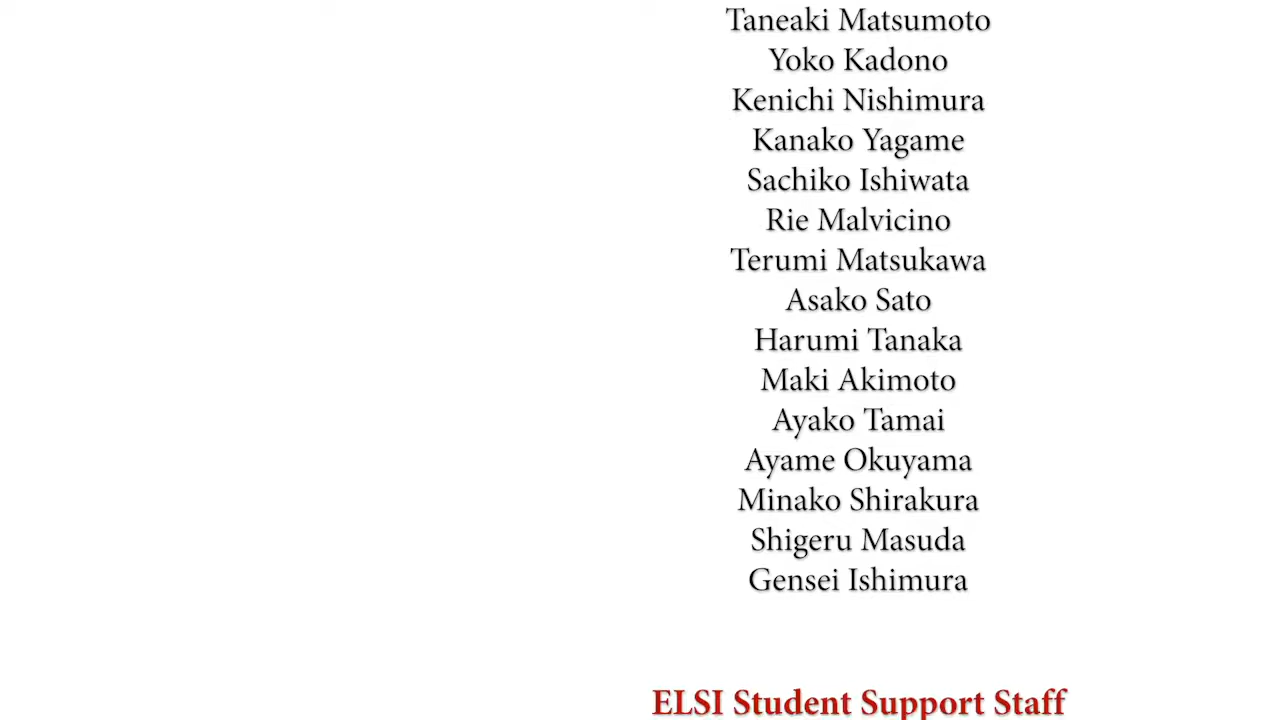 Taneaki Matsumoto
Yoko Kadono
Kenichi Nishimura
Kanako Yagame
Sachiko Ishiwata
Rie Malvicino
Terumi Matsukawa
Asako Sato
Harumi Tanaka
Maki Akimoto
Ayako Tamai
Ayame Okuyama
Minako Shirakura
Shigeru Masuda
Gensei Ishimura
ELSI Student Support Staff